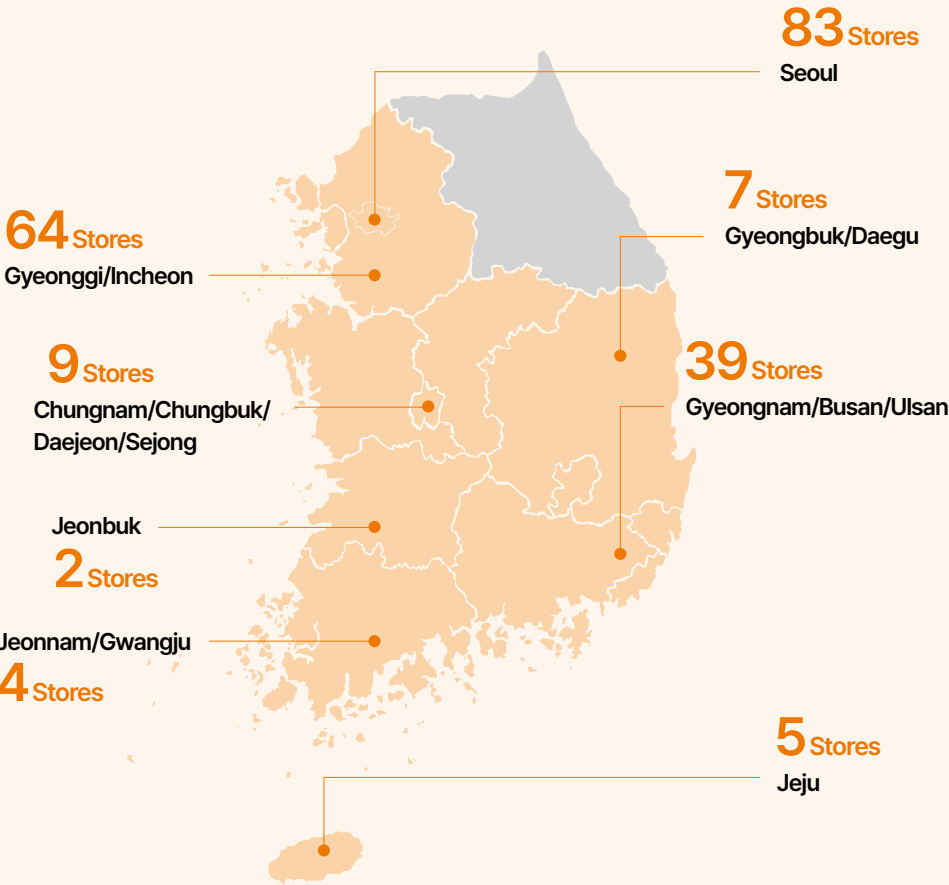 83 Stores
Seoul
7 Stores
Gyeongbuk/Daegu
64 Stores
Gyeonggi/Incheon
39 Stores
Gyeongnam/Busan/Ulsan
9 Stores
Chungnam/Chungbuk/
Daejeon/Sejong
Jeonbuk
2 Stores
Jeonnam/Gwangju
4 Stores
5 Stores
Jeju